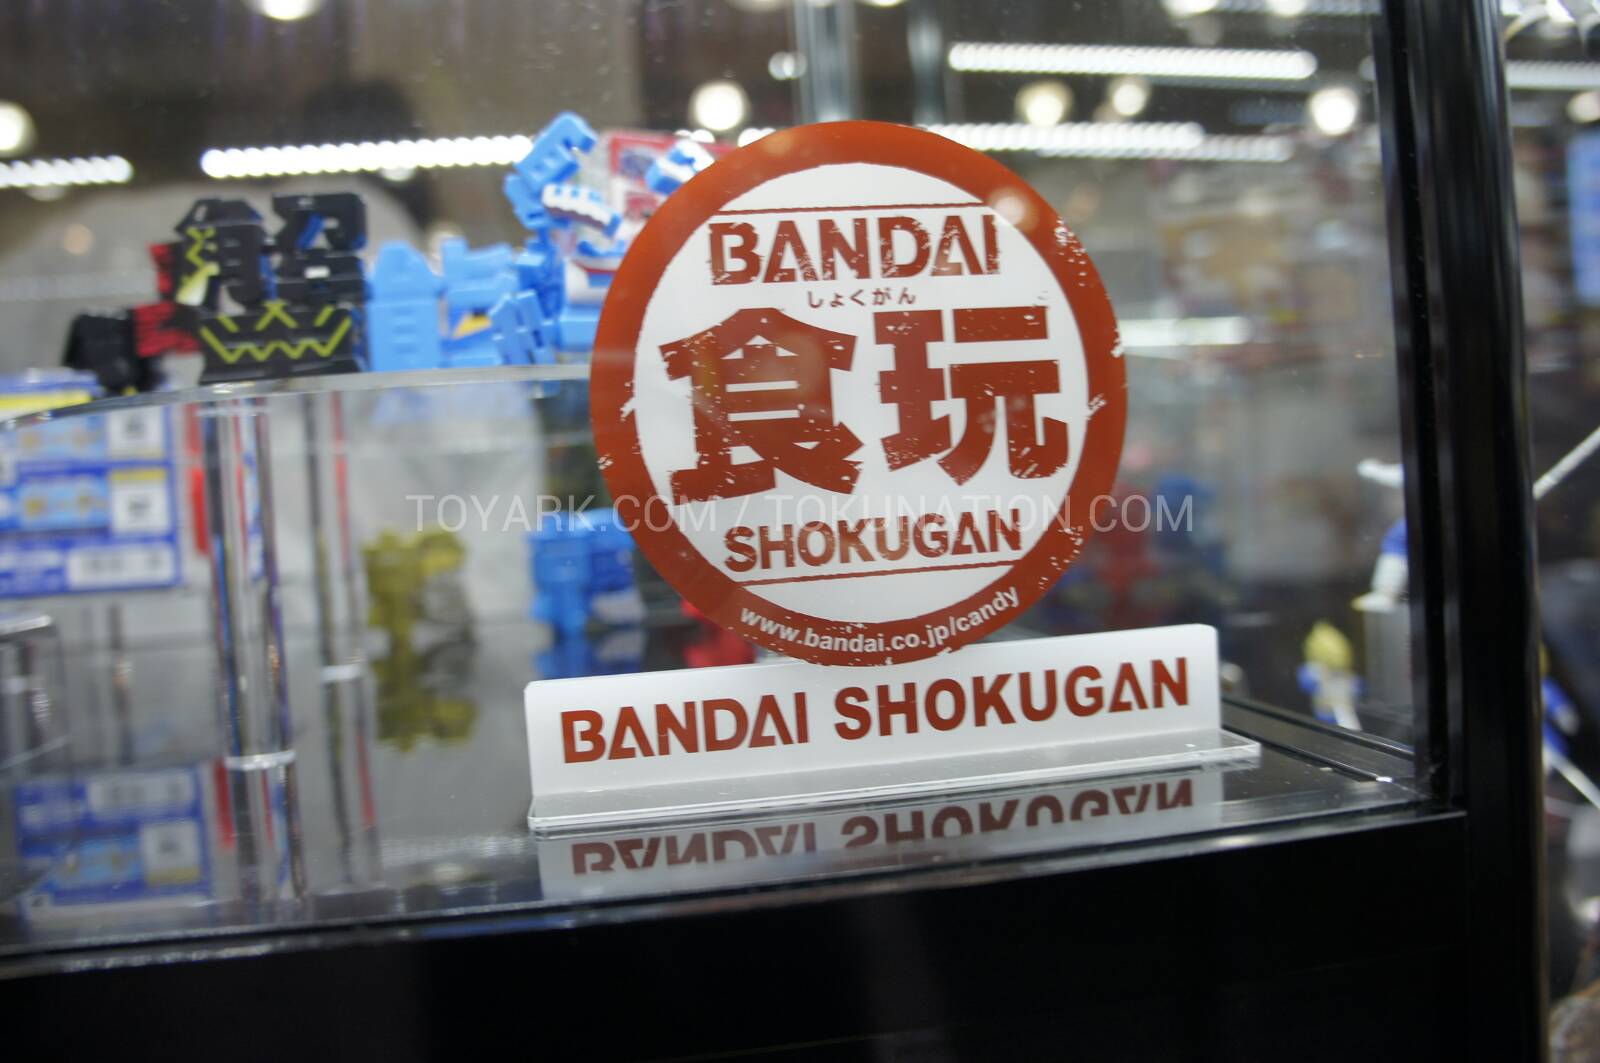 BANDAI
しょくがん
食玩
SHOKUGAN
www.bandai.co.jp/candy
BANDAI SHOKUGAN
TOYARK.COM / TOKUNATION.COM